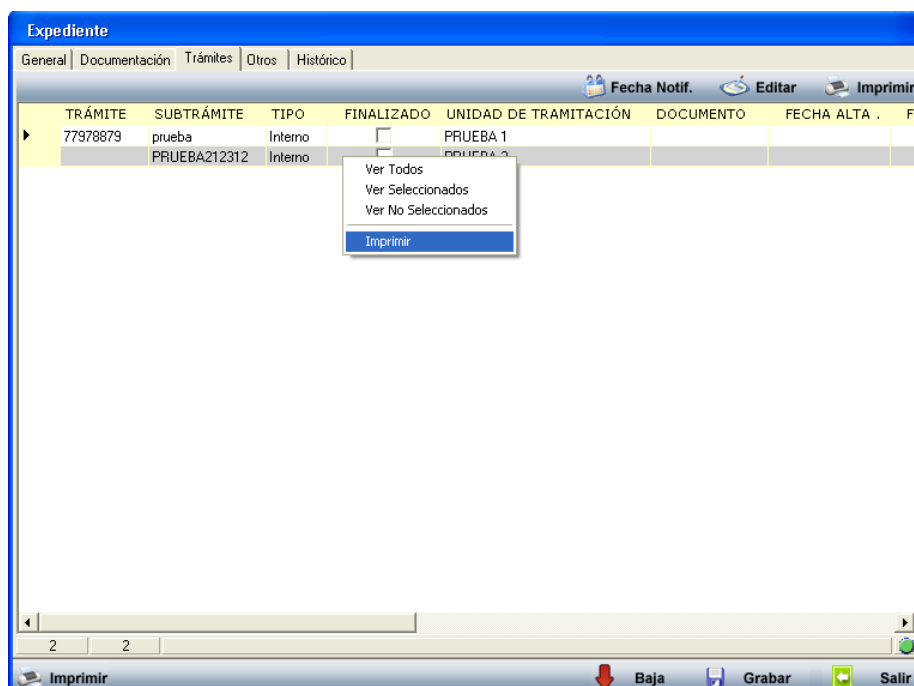 Expediente
General Documentación Trámites Otros Histórico
Fecha Notif. Editar Imprimir
TRÁMITE SUBTRÁMITE TIPO FINALIZADO UNIDAD DE TRAMITACIÓN DOCUMENTO FECHA ALTA . F
77978879 prueba Interno PRUEBA 1
PRUEBA212312 Interno PRUEBA 2
Ver Todos
Ver Seleccionados
Ver No Seleccionados
Imprimir
2 2
Imprimir Baja Grabar Salir